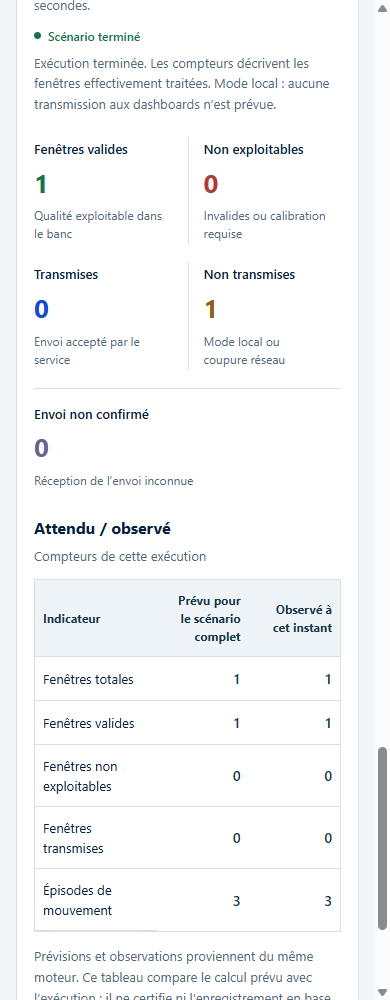 secondes.
Scénario terminé
Exécution terminée. Les compteurs décrivent les
fenêtres effectivement traitées. Mode local : aucune
transmission aux dashboards n’est prévue.
Fenêtres valides
1
Qualité exploitable dans
le banc
Non exploitables
0
Invalides ou calibration
requise
Transmises
0
Envoi accepté par le
service
Non transmises
1
Mode local ou
coupure réseau
Envoi non confirmé
0
Réception de l’envoi inconnue
Attendu / observé
Compteurs de cette exécution
Indicateur
Prévu pour
le scénario
complet
Observé à
cet instant
Fenêtres totales 1 1
Fenêtres valides 1 1
Fenêtres non
exploitables 0 0
Fenêtres
transmises 0 0
Épisodes de
mouvement 3 3
Prévisions et observations proviennent du même
moteur. Ce tableau compare le calcul prévu avec
l’exécution ; il ne certifie ni l’enregistrement en base